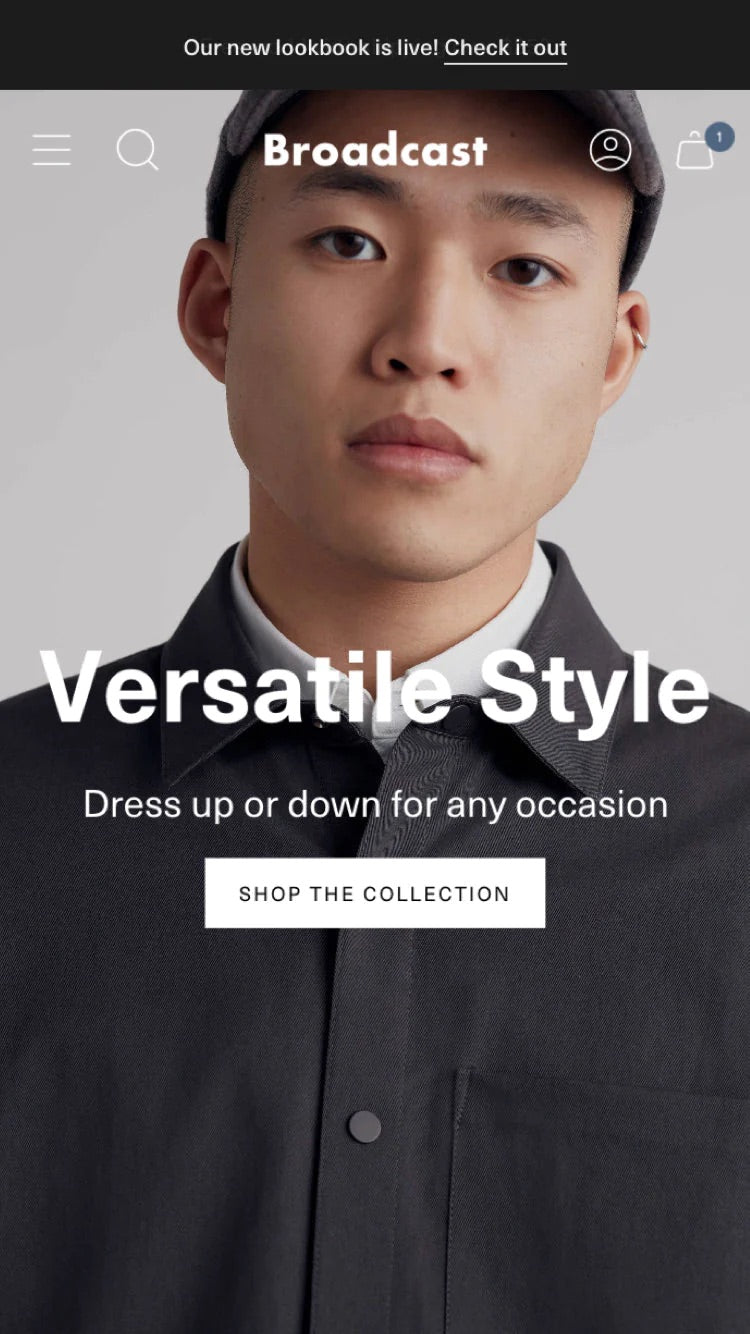 Our new lookbook is live! Check it out
Broadcast
1
Versatile Style
Dress up or down for any occasion
SHOP THE COLLECTION